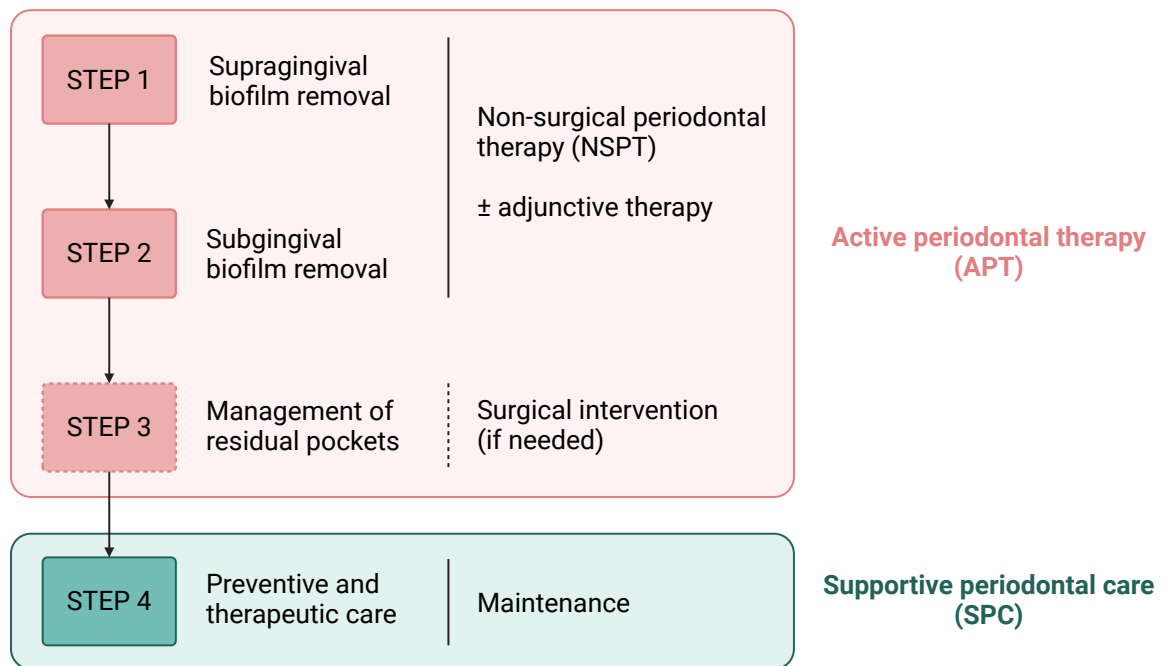 STEP 1
Supragingival
biofilm removal
Non-surgical periodontal
therapy (NSPT)
± adjunctive therapy
STEP 2
Subgingival
biofilm removal
Active periodontal therapy
(APT)
STEP 3
Management of
residual pockets
Surgical intervention
(if needed)
STEP 4
Preventive and
therapeutic care
Maintenance
Supportive periodontal care
(SPC)